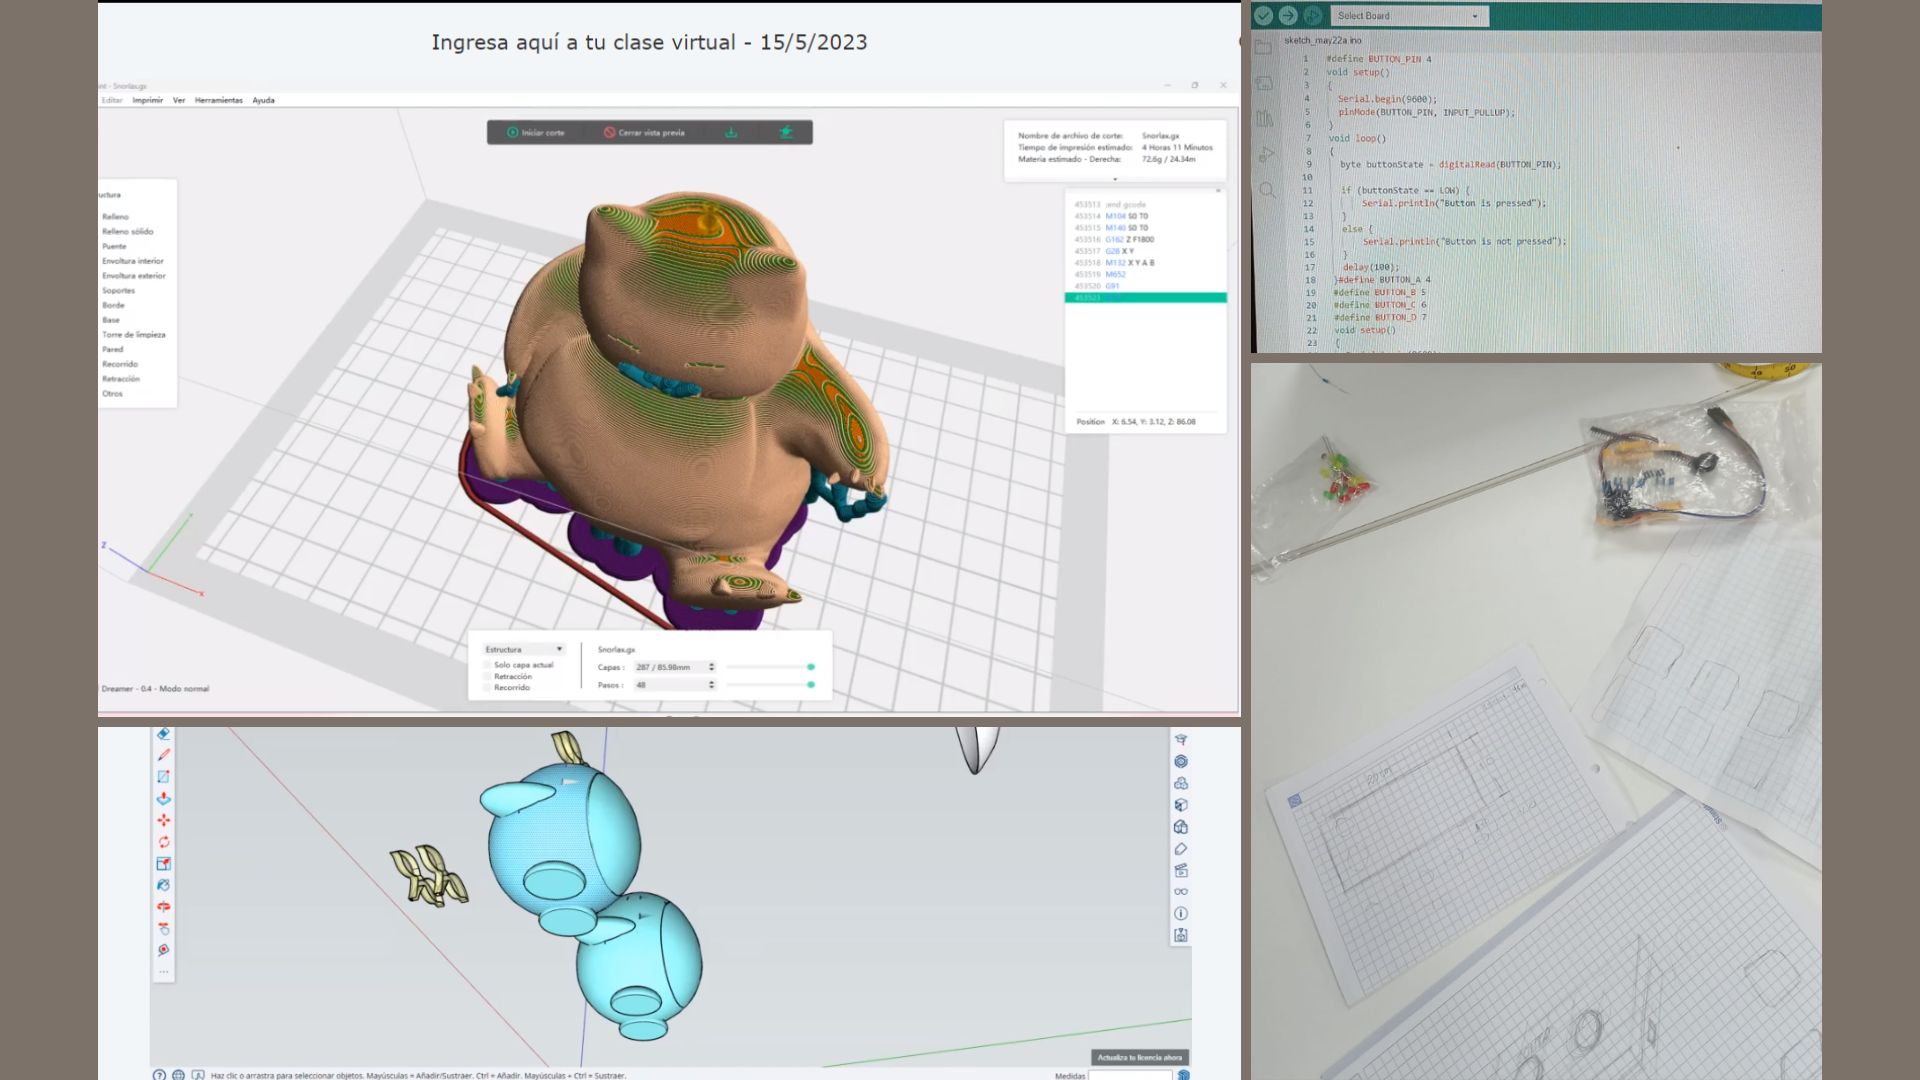 Ingresa aquí a tu clase virtual - 15/5/2023
Snorlax.gx
Editar Imprimir Ver Herramientas Ayuda
Iniciar corte Cerrar vista previa
Nombre de archivo de corte: Snorlax.gx
Tiempo de impresión estimado: 4 Horas 11 Minutos
Materia estimado - Derecha: 72.6g / 24.34m
Relleno
Relleno sólido
Puente
Envoltura interior
Envoltura exterior
Soportes
Borde
Base
Torre de limpieza
Pared
Recorrido
Retracción
Otros
453513 ;end gcode
453514 M104 S0 T0
453515 M140 S0 T0
453516 G162 Z F1800
453517 G28 X Y
453518 M132 X Y A B
453519 M652
453520 G91
453521
Position X: 6.54, Y: 3.12, Z: 86.08
Z
X
Estructura
Solo capa actual
Retracción
Recorrido
Snorlax.gx
Capas : 287 / 85.98mm
Pasos : 48
Dreamer - 0.4 - Modo normal
Actualiza tu licencia ahora
Haz clic o arrastra para seleccionar objetos. Mayúsculas = Añadir/Sustraer. Ctrl = Añadir. Mayúsculas + Ctrl = Sustraer.
Medidas
Select Board
sketch_may22a.ino
1 #define BUTTON_PIN 4
2 void setup()
3 {
4 Serial.begin(9600);
5 pinMode(BUTTON_PIN, INPUT_PULLUP);
6 }
7 void loop()
8 {
9 byte buttonState = digitalRead(BUTTON_PIN);
10
11 if (buttonState == LOW) {
12 Serial.println("Button is pressed");
13 }
14 else {
15 Serial.println("Button is not pressed");
16 }
17 delay(100);
18 }#define BUTTON_A 4
19 #define BUTTON_B 5
20 #define BUTTON_C 6
21 #define BUTTON_D 7
22 void setup()
23 {